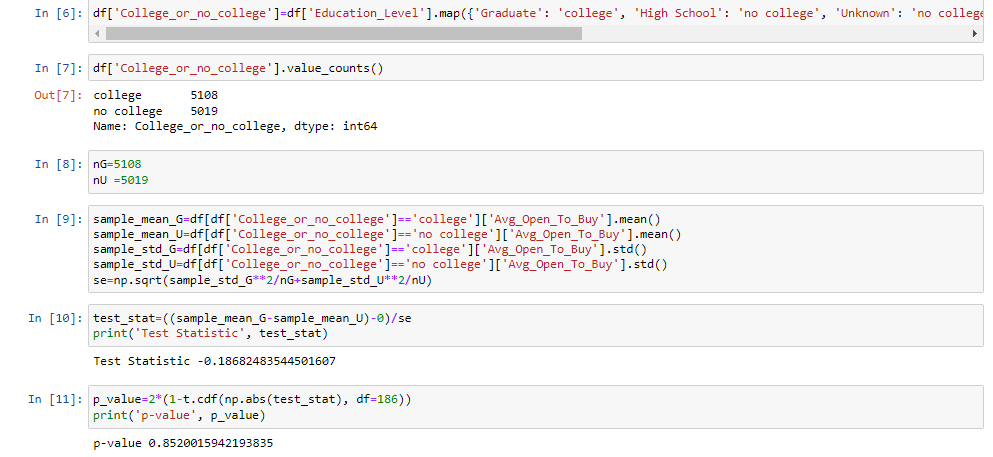 In [6]: df['College_or_no_college']=df['Education_Level'].map({'Graduate': 'college', 'High School': 'no college', 'Unknown': 'no college
In [7]: df['College_or_no_college'].value_counts()
Out[7]: college 5108
no college 5019
Name: College_or_no_college, dtype: int64
In [8]: nG=5108
nU =5019
In [9]: sample_mean_G=df[df['College_or_no_college']=='college']['Avg_Open_To_Buy'].mean()
sample_mean_U=df[df['College_or_no_college']=='no college']['Avg_Open_To_Buy'].mean()
sample_std_G=df[df['College_or_no_college']=='college']['Avg_Open_To_Buy'].std()
sample_std_U=df[df['College_or_no_college']=='no college']['Avg_Open_To_Buy'].std()
se=np.sqrt(sample_std_G**2/nG+sample_std_U**2/nU)
In [10]: test_stat=((sample_mean_G-sample_mean_U)-0)/se
print('Test Statistic', test_stat)
Test Statistic -0.18682483544501607
In [11]: p_value=2*(1-t.cdf(np.abs(test_stat), df=186))
print('p-value', p_value)
p-value 0.8520015942193835